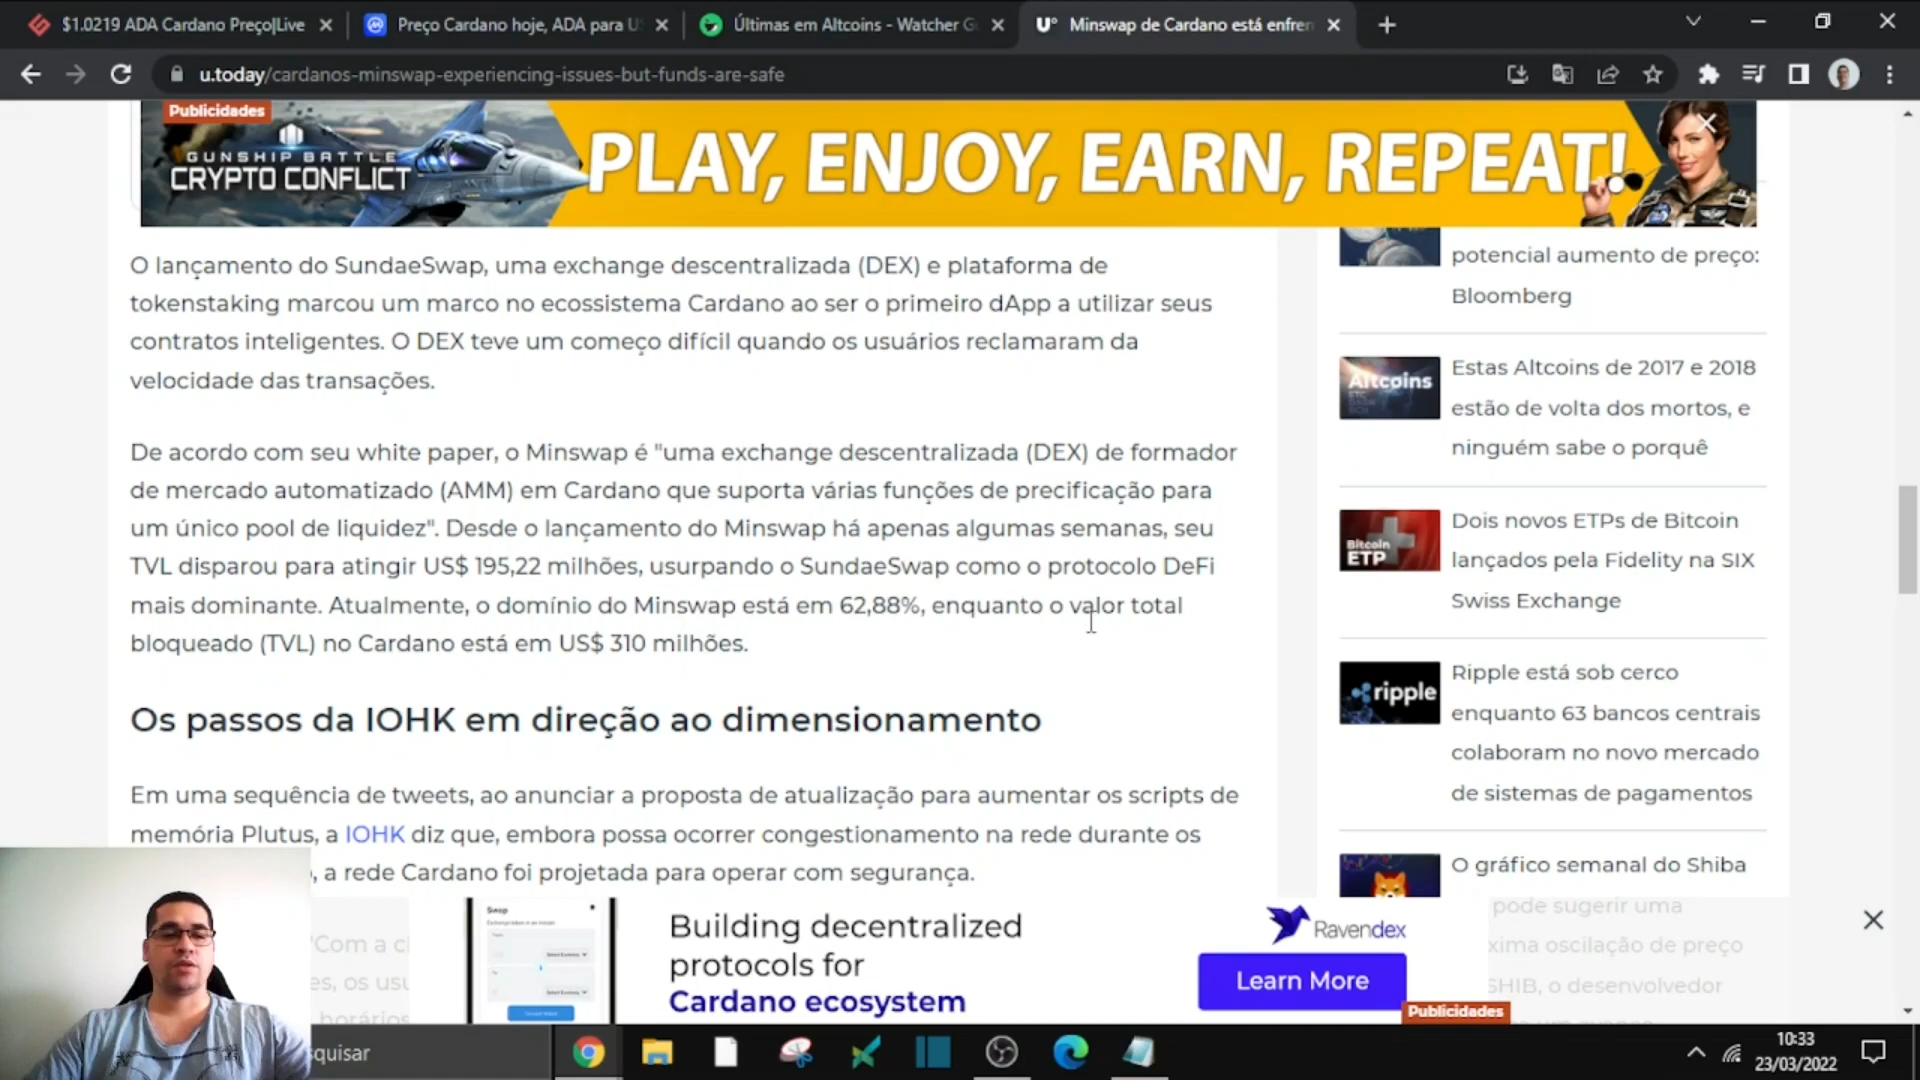 $1.0219 ADA Cardano Preço|Live
Preço Cardano hoje, ADA para U
Últimas em Altcoins - Watcher G
Minswap de Cardano está enfren
u.today/cardanos-minswap-experiencing-issues-but-funds-are-safe
Publicidades
GUNSHIP BATTLE
CRYPTO CONFLICT
PLAY, ENJOY, EARN, REPEAT!
O lançamento do SundaeSwap, uma exchange descentralizada (DEX) e plataforma de
tokenstaking marcou um marco no ecossistema Cardano ao ser o primeiro dApp a utilizar seus
contratos inteligentes. O DEX teve um começo difícil quando os usuários reclamaram da
velocidade das transações.
De acordo com seu white paper, o Minswap é "uma exchange descentralizada (DEX) de formador
de mercado automatizado (AMM) em Cardano que suporta várias funções de precificação para
um único pool de liquidez". Desde o lançamento do Minswap há apenas algumas semanas, seu
TVL disparou para atingir US$ 195,22 milhões, usurpando o SundaeSwap como o protocolo DeFi
mais dominante. Atualmente, o domínio do Minswap está em 62,88%, enquanto o valor total
bloqueado (TVL) no Cardano está em US$ 310 milhões.
Os passos da IOHK em direção ao dimensionamento
Em uma sequência de tweets, ao anunciar a proposta de atualização para aumentar os scripts de
memória Plutus, a IOHK diz que, embora possa ocorrer congestionamento na rede durante os
, a rede Cardano foi projetada para operar com segurança.
"Com a c
es, os usu
horários
potencial aumento de preço:
Bloomberg
Altcoins
Estas Altcoins de 2017 e 2018
estão de volta dos mortos, e
ninguém sabe o porquê
Bitcoin
ETP
Dois novos ETPs de Bitcoin
lançados pela Fidelity na SIX
Swiss Exchange
ripple
Ripple está sob cerco
enquanto 63 bancos centrais
colaboram no novo mercado
de sistemas de pagamentos
O gráfico semanal do Shiba
pode sugerir uma
xima oscilação de preço
SHIB, o desenvolvedor
Swap
Building decentralized
protocols for
Cardano ecosystem
Ravendex
Learn More
Publicidades
squisar
10:33
23/03/2022